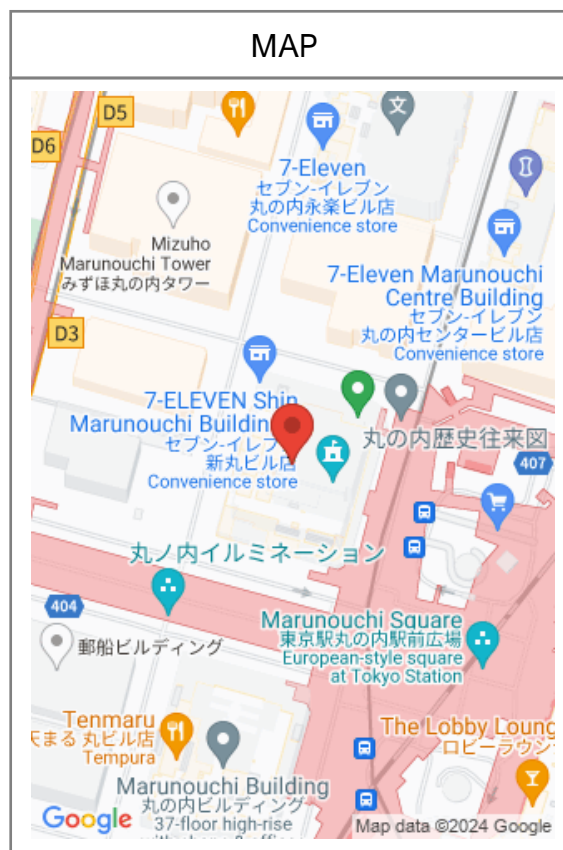 MAP
D5
D6
7-Eleven
セブン-イレブン
丸の内永楽ビル店
Convenience store
Mizuho
Marunouchi Tower
みずほ丸の内タワー
7-Eleven Marunouchi
Centre Building
セブン-イレブン
丸の内センタービル店
Convenience store
D3
7-ELEVEN Shin
Marunouchi Building
セブン-イレブン
新丸ビル店
Convenience store
丸の内歴史往来図
407
丸ノ内イルミネーション
404
郵船ビルディング
Marunouchi Square
東京駅丸の内駅前広場
European-style square
at Tokyo Station
Tenmaru
天まる 丸ビル店
Tempura
The Lobby Loung
ロビーラウン
Marunouchi Building
丸の内ビルディング
37-floor high-rise
Google
Map data ©2024 Google